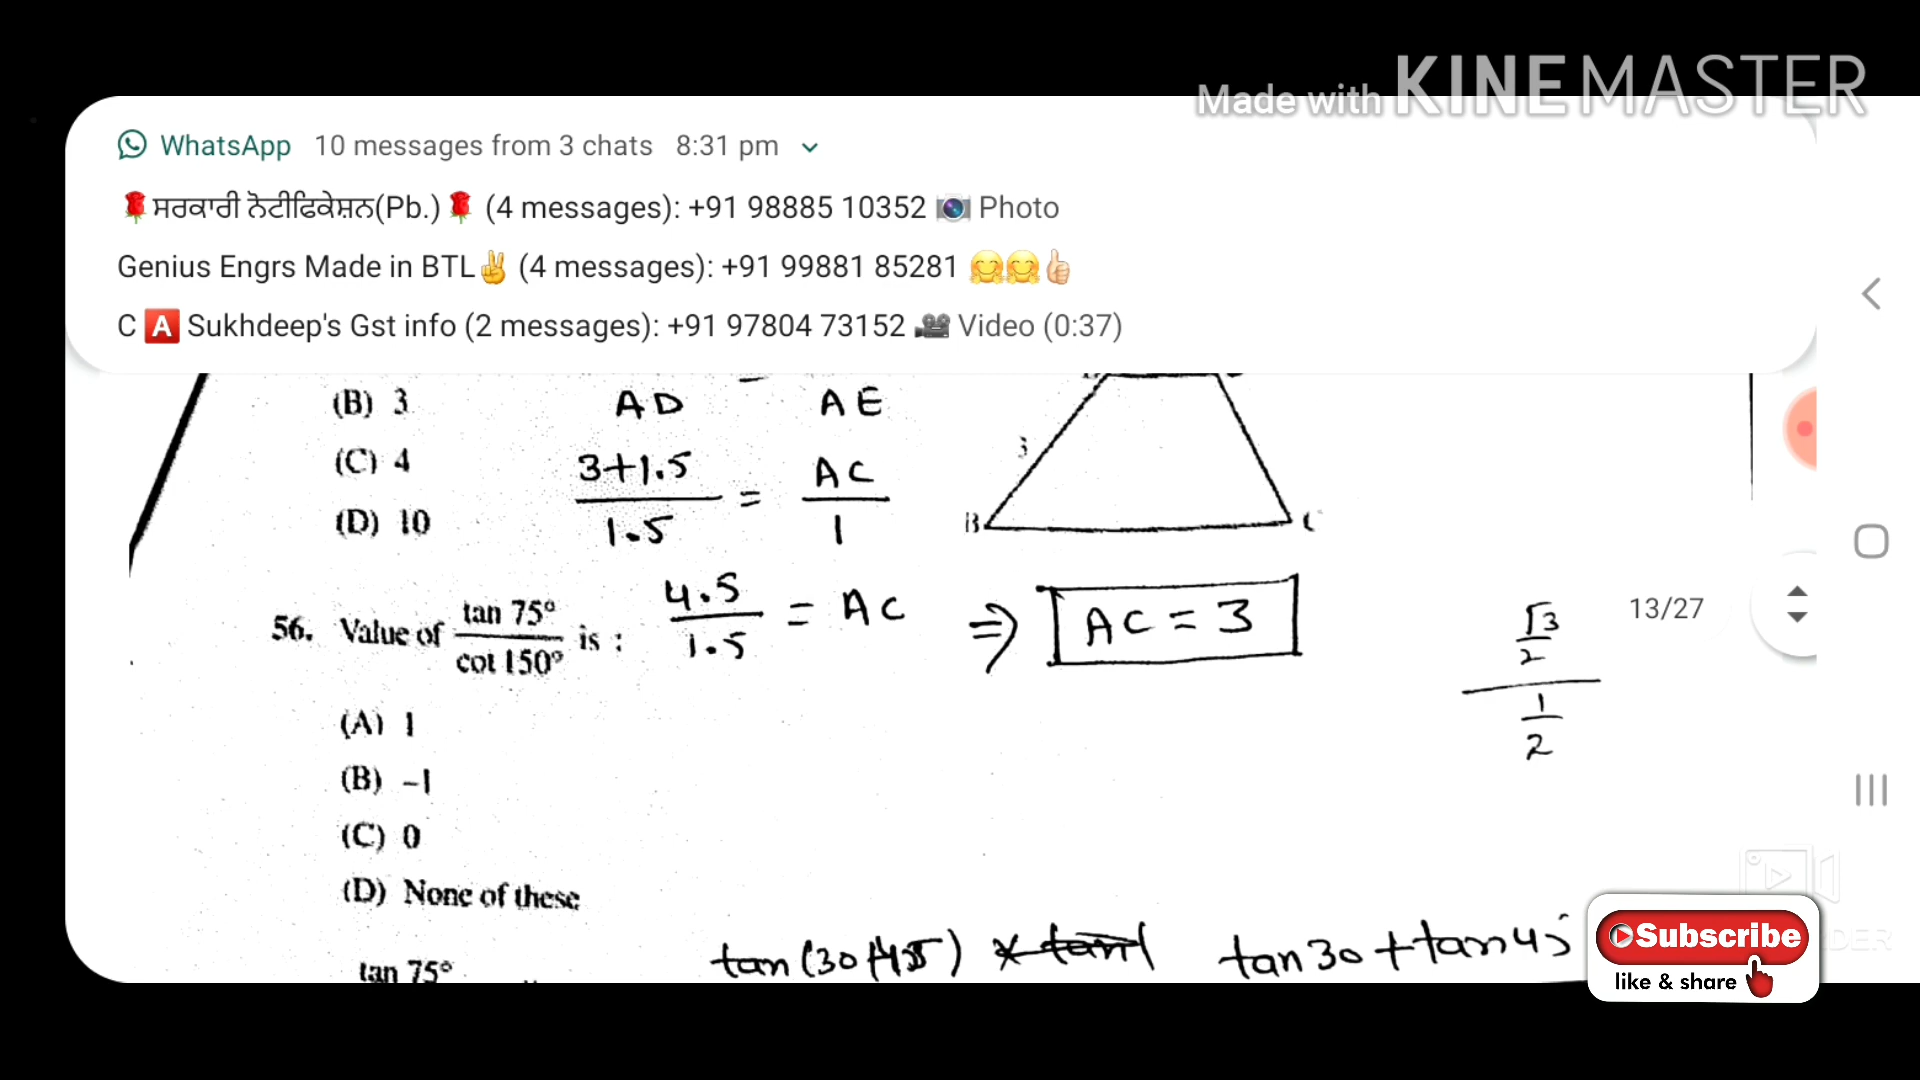 Made with KINEMASTER
WhatsApp 10 messages from 3 chats 8:31 pm
🌹ਸਰਕਾਰੀ ਨੋਟੀਫਿਕੇਸ਼ਨ(Pb.)🌹 (4 messages): +91 98885 10352 📷 Photo
Genius Engrs Made in BTL✌ (4 messages): +91 99881 85281 🤗🤗👍🏻
C 🅰 Sukhdeep's Gst info (2 messages): +91 97804 73152 🎥 Video (0:37)
(B) 3
(C) 4
(D) 10
AD = AE
3+1.5 / 1.5 = AC / 1
3
B C
56. Value of tan 75° / cot 150° is :
4.5 / 1.5 = AC ⇒ AC = 3
√3/2 / 1/2
13/27
(A) 1
(B) -1
(C) 0
(D) None of these
tan 75°
tan (30+45)
tan30 + tan45
Subscribe
like & share